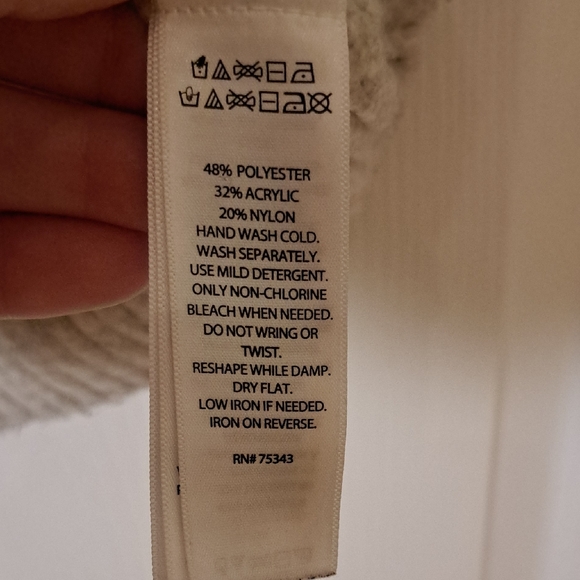 48% POLYESTER
32% ACRYLIC
20% NYLON
HAND WASH COLD.
WASH SEPARATELY.
USE MILD DETERGENT.
ONLY NON-CHLORINE
BLEACH WHEN NEEDED.
DO NOT WRING OR
TWIST.
RESHAPE WHILE DAMP.
DRY FLAT.
LOW IRON IF NEEDED.
IRON ON REVERSE.
RN# 75343